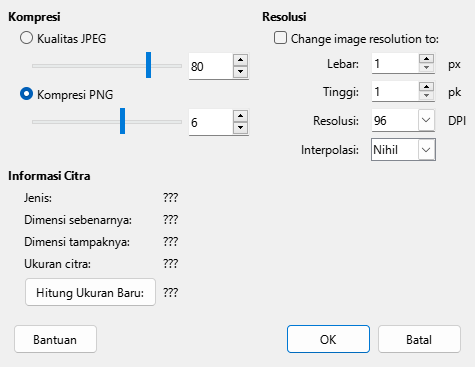 Kompresi
Kualitas JPEG
80
Kompresi PNG
6
Resolusi
Change image resolution to:
Lebar: 1 px
Tinggi: 1 pk
Resolusi: 96 DPI
Interpolasi: Nihil
Informasi Citra
Jenis: ???
Dimensi sebenarnya: ???
Dimensi tampaknya: ???
Ukuran citra: ???
Hitung Ukuran Baru: ???
Bantuan OK Batal